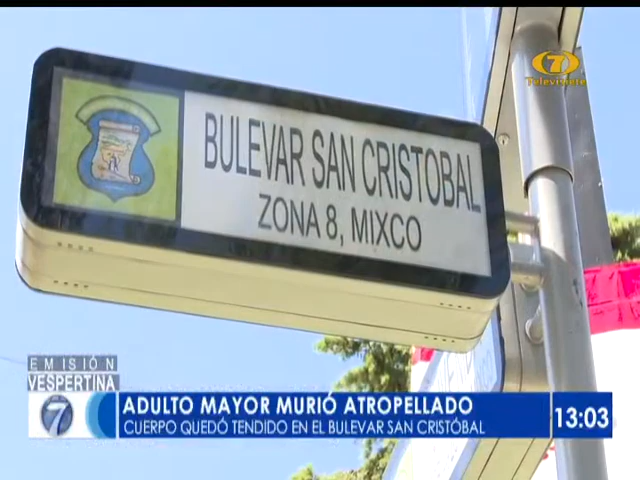 7
Televisiete
BULEVAR SAN CRISTOBAL
ZONA 8, MIXCO
EMISIÓN
VESPERTINA
7
ADULTO MAYOR MURIÓ ATROPELLADO
CUERPO QUEDÓ TENDIDO EN EL BULEVAR SAN CRISTÓBAL
13:03